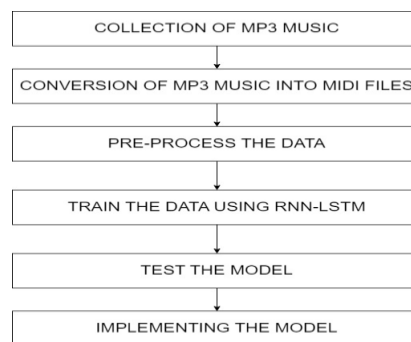 COLLECTION OF MP3 MUSIC
CONVERSION OF MP3 MUSIC INTO MIDI FILES
PRE-PROCESS THE DATA
TRAIN THE DATA USING RNN-LSTM
TEST THE MODEL
IMPLEMENTING THE MODEL